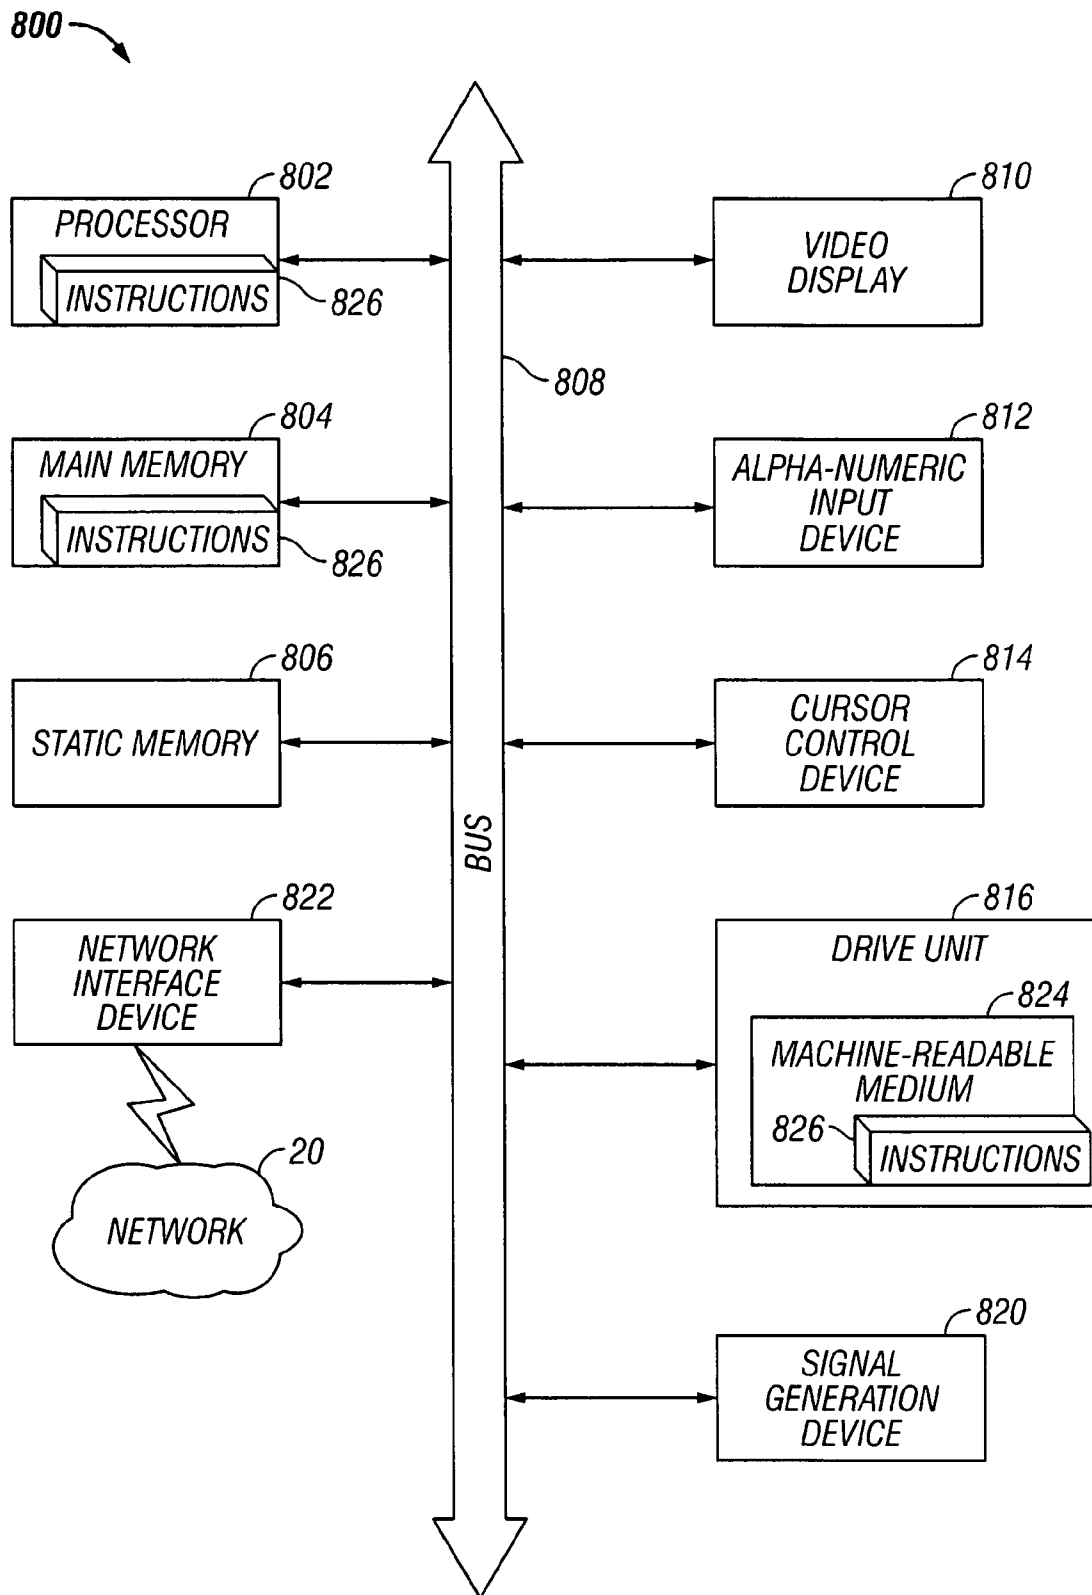 800
802
PROCESSOR
INSTRUCTIONS
826
804
MAIN MEMORY
INSTRUCTIONS
826
806
STATIC MEMORY
822
NETWORK
INTERFACE
DEVICE
20
NETWORK
808
BUS
810
VIDEO
DISPLAY
812
ALPHA-NUMERIC
INPUT
DEVICE
814
CURSOR
CONTROL
DEVICE
816
DRIVE UNIT
824
MACHINE-READABLE
MEDIUM
826
INSTRUCTIONS
820
SIGNAL
GENERATION
DEVICE